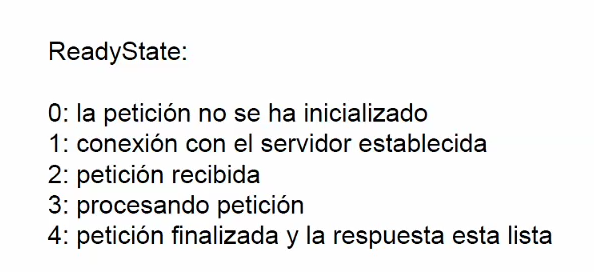 ReadyState:
0: la petición no se ha inicializado
1: conexión con el servidor establecida
2: petición recibida
3: procesando petición
4: petición finalizada y la respuesta esta lista